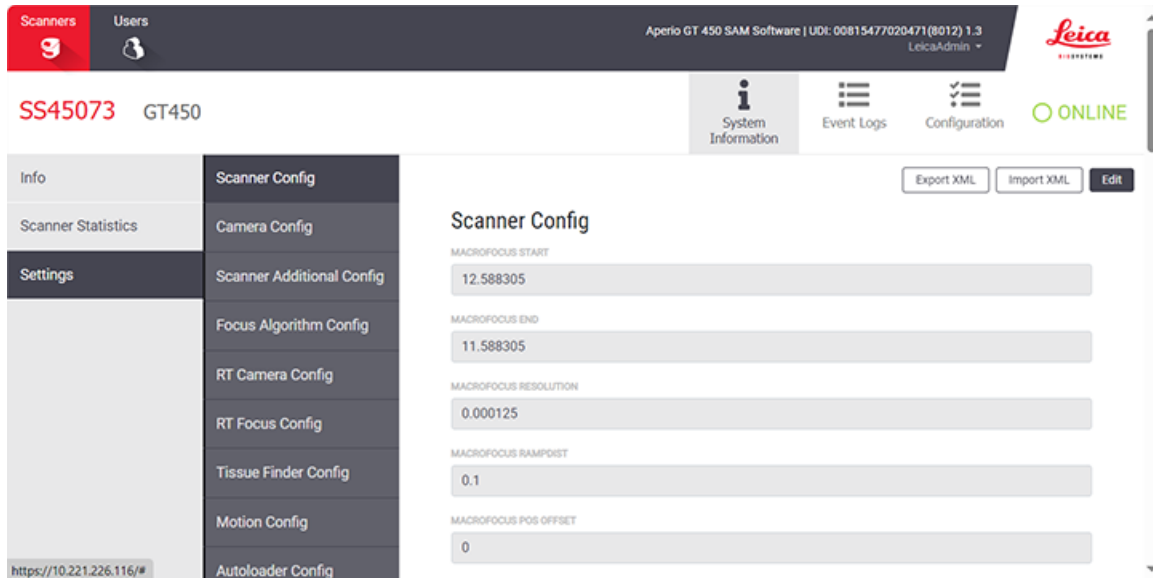 Scanners
Users
Aperio GT 450 SAM Software | UDI: 00815477020471(8012) 1.3
LeicaAdmin
Leica
BIOSYSTEMS
SS45073 GT450
System
Information
Event Logs
Configuration
ONLINE
Info
Scanner Statistics
Settings
Scanner Config
Camera Config
Scanner Additional Config
Focus Algorithm Config
RT Camera Config
RT Focus Config
Tissue Finder Config
Motion Config
Autoloader Config
Export XML
Import XML
Edit
Scanner Config
MACROFOCUS START
12.588305
MACROFOCUS END
11.588305
MACROFOCUS RESOLUTION
0.000125
MACROFOCUS RAMPDIST
0.1
MACROFOCUS POS OFFSET
0
https://10.221.226.116/#